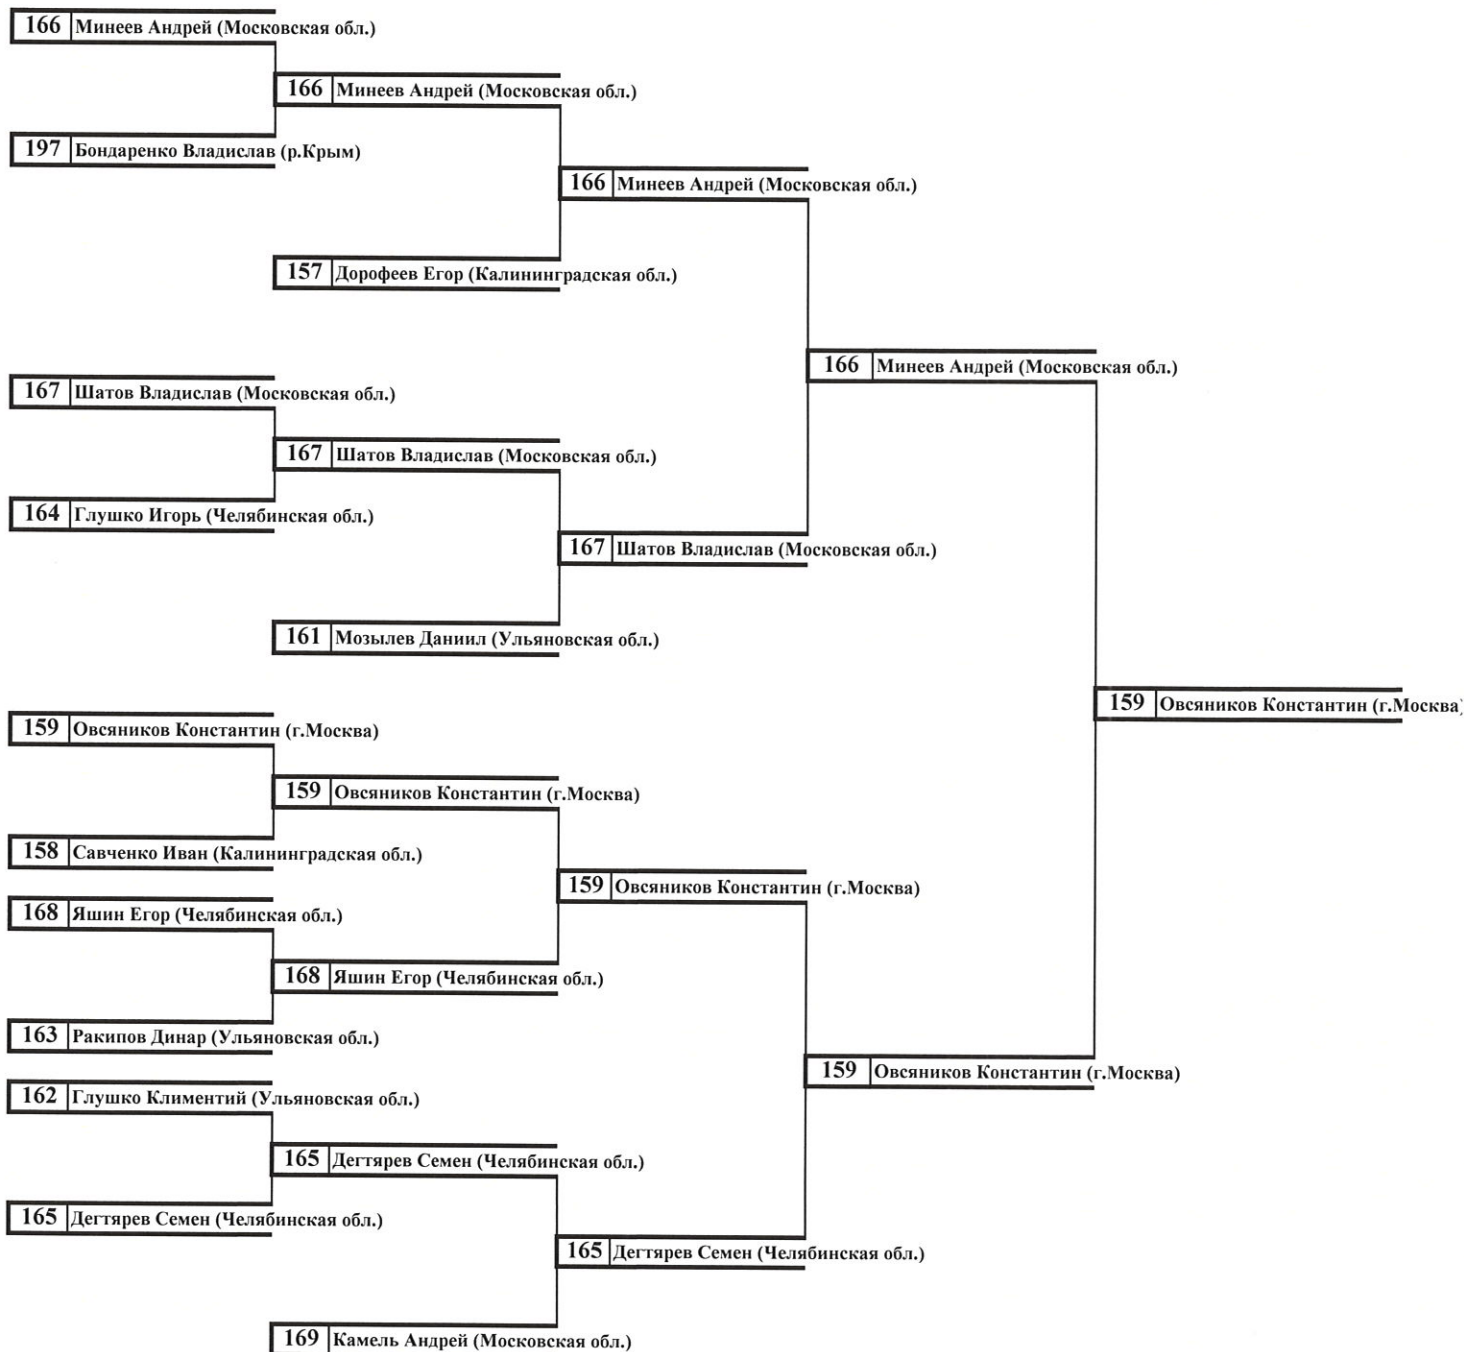 166 Минеев Андрей (Московская обл.)
166 Минеев Андрей (Московская обл.)
197 Бондаренко Владислав (р.Крым)
166 Минеев Андрей (Московская обл.)
157 Дорофеев Егор (Калининградская обл.)
166 Минеев Андрей (Московская обл.)
167 Шатов Владислав (Московская обл.)
167 Шатов Владислав (Московская обл.)
164 Глушко Игорь (Челябинская обл.)
167 Шатов Владислав (Московская обл.)
161 Мозылев Даниил (Ульяновская обл.)
159 Овсяников Константин (г.Москва)
159 Овсяников Константин (г.Москва)
159 Овсяников Константин (г.Москва)
158 Савченко Иван (Калининградская обл.)
159 Овсяников Константин (г.Москва)
168 Яшин Егор (Челябинская обл.)
168 Яшин Егор (Челябинская обл.)
163 Ракипов Динар (Ульяновская обл.)
159 Овсяников Константин (г.Москва)
162 Глушко Климентий (Ульяновская обл.)
165 Дегтярев Семен (Челябинская обл.)
165 Дегтярев Семен (Челябинская обл.)
165 Дегтярев Семен (Челябинская обл.)
169 Камель Андрей (Московская обл.)